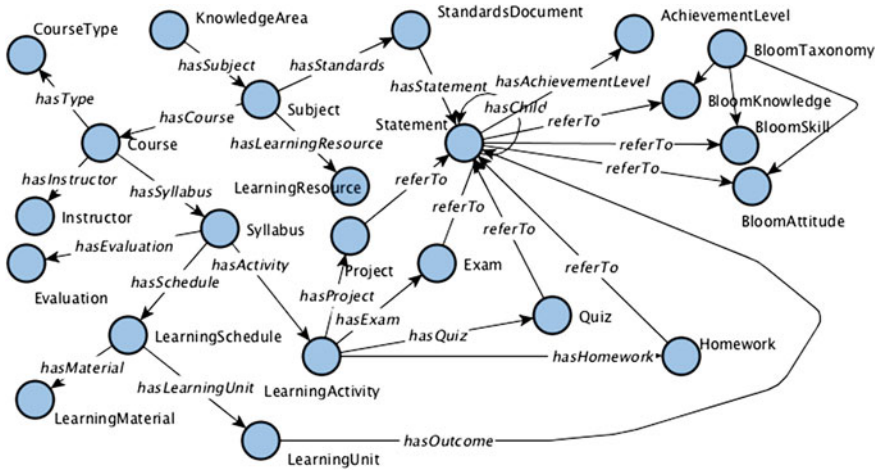 KnowledgeArea
StandardsDocument
AchievementLevel
CourseType
BloomTaxonomy
hasSubject
hasStandards
hasStatement
hasAchievementLevel
hasType
Subject
hasChild
BloomKnowledge
hasCourse
Statement
referTo
BloomSkill
Course
hasLearningResource
referTo
hasInstructor
hasSyllabus
LearningResource
referTo
referTo
Instructor
referTo
BloomAttitude
Syllabus
referTo
hasEvaluation
hasActivity
Project
Exam
referTo
Evaluation
hasSchedule
hasProject
hasExam
Quiz
LearningSchedule
hasQuiz
Homework
hasMaterial
hasHomework
hasLearningUnit
LearningActivity
LearningMaterial
hasOutcome
LearningUnit